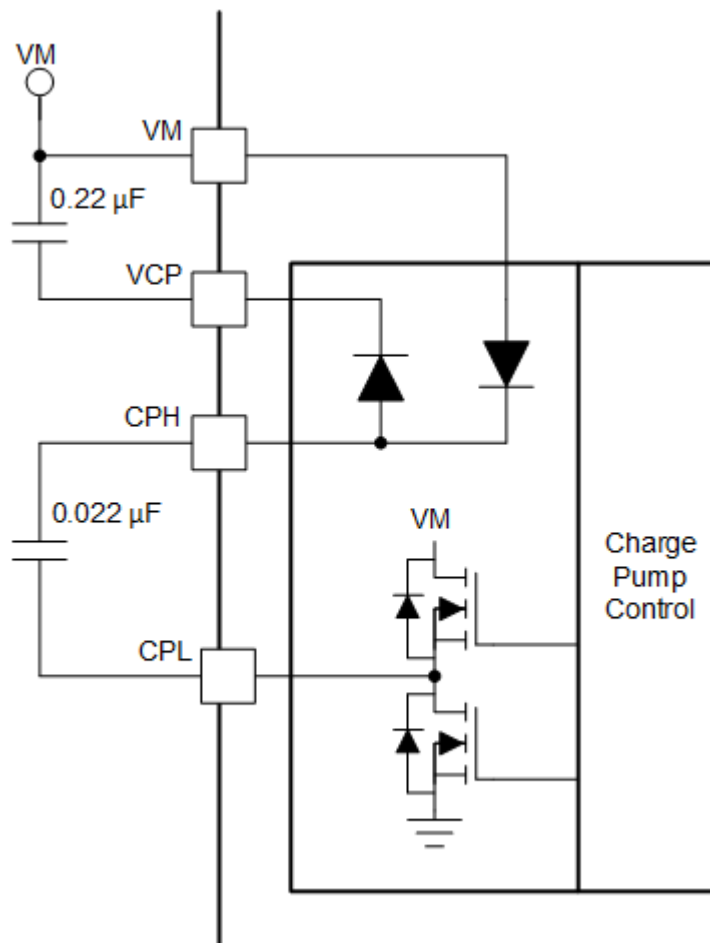 VM
VM
0.22 µF
VCP
CPH
0.022 µF
VM
Charge
Pump
Control
CPL